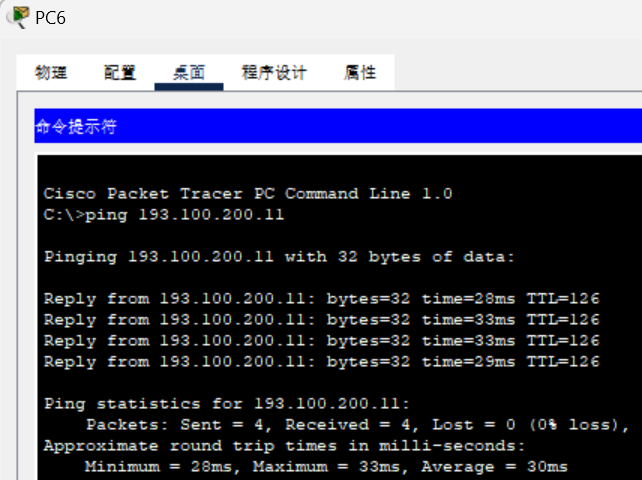 PC6
物理 配置 桌面 程序设计 属性
命令提示符
Cisco Packet Tracer PC Command Line 1.0
C:\>ping 193.100.200.11
Pinging 193.100.200.11 with 32 bytes of data:
Reply from 193.100.200.11: bytes=32 time=28ms TTL=126
Reply from 193.100.200.11: bytes=32 time=33ms TTL=126
Reply from 193.100.200.11: bytes=32 time=33ms TTL=126
Reply from 193.100.200.11: bytes=32 time=29ms TTL=126
Ping statistics for 193.100.200.11:
Packets: Sent = 4, Received = 4, Lost = 0 (0% loss),
Approximate round trip times in milli-seconds:
Minimum = 28ms, Maximum = 33ms, Average = 30ms